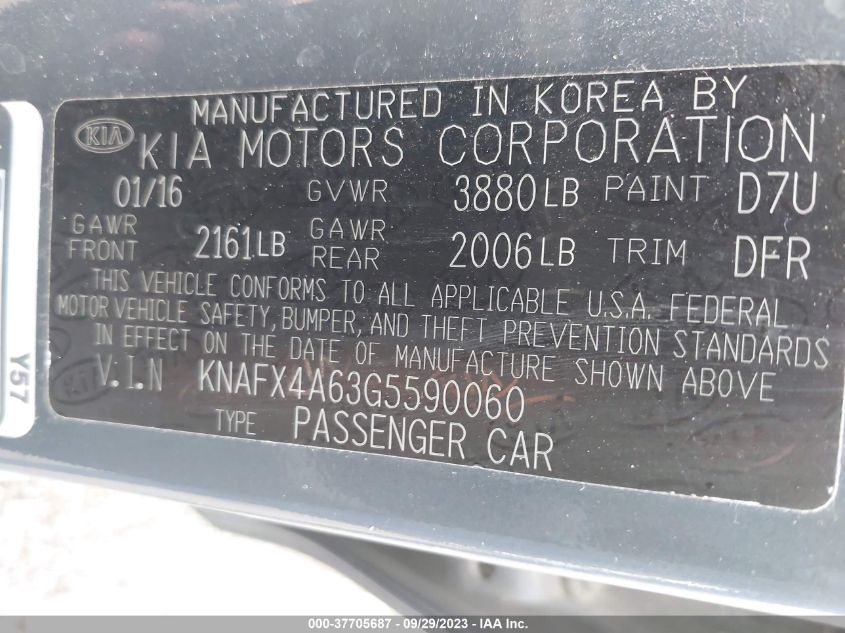 MANUFACTURED IN KOREA BY
KIA KIA MOTORS CORPORATION
01/16 GVWR 3880LB PAINT D7U
GAWR FRONT 2161LB GAWR REAR 2006LB TRIM DFR
THIS VEHICLE CONFORMS TO ALL APPLICABLE U.S.A. FEDERAL
MOTOR VEHICLE SAFETY, BUMPER, AND THEFT PREVENTION STANDARDS
IN EFFECT ON THE DATE OF MANUFACTURE SHOWN ABOVE
V.I.N KNAFX4A63G5590060
TYPE PASSENGER CAR
Y57
000-37705687 - 09/29/2023 - IAAI.com